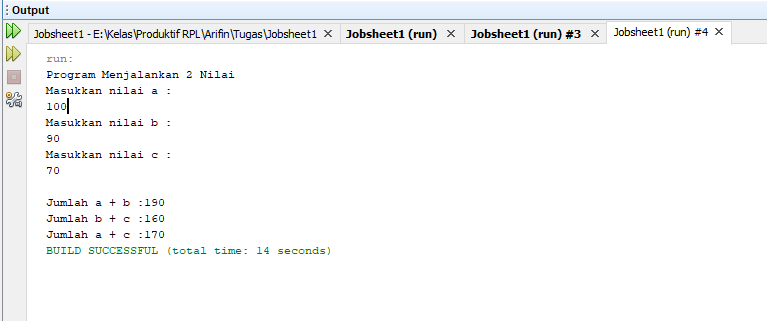 Output
Jobsheet1 - E:\Kelas\Produktif RPL\Arifin\Tugas\Jobsheet1 Jobsheet1 (run) Jobsheet1 (run) #3 Jobsheet1 (run) #4
run:
Program Menjalankan 2 Nilai
Masukkan nilai a :
100
Masukkan nilai b :
90
Masukkan nilai c :
70
Jumlah a + b :190
Jumlah b + c :160
Jumlah a + c :170
BUILD SUCCESSFUL (total time: 14 seconds)